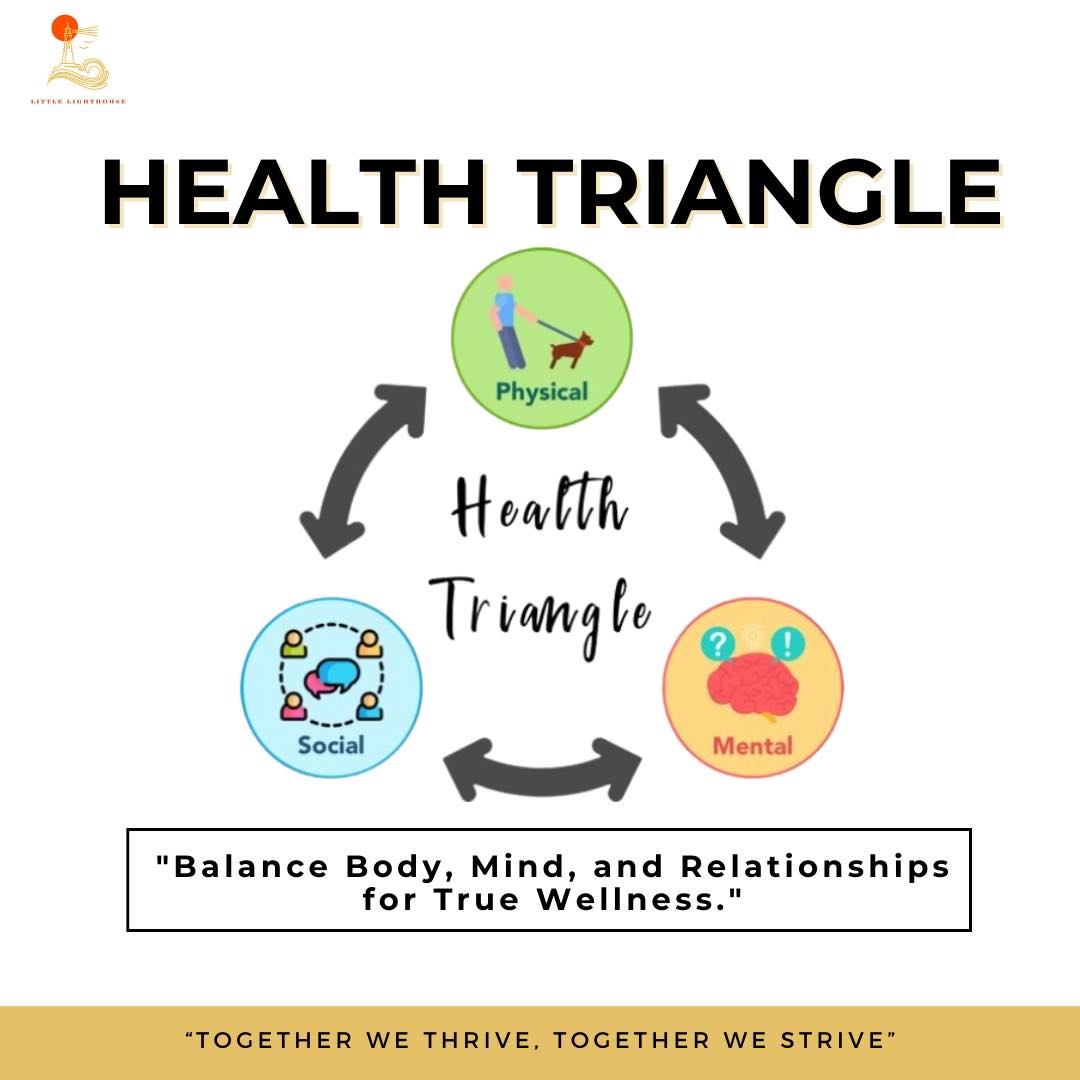 LITTLE LIGHTHOUSE
HEALTH TRIANGLE
Physical
Health
Triangle
?
!
Social
Mental
"Balance Body, Mind, and Relationships
for True Wellness."
“TOGETHER WE THRIVE, TOGETHER WE STRIVE”